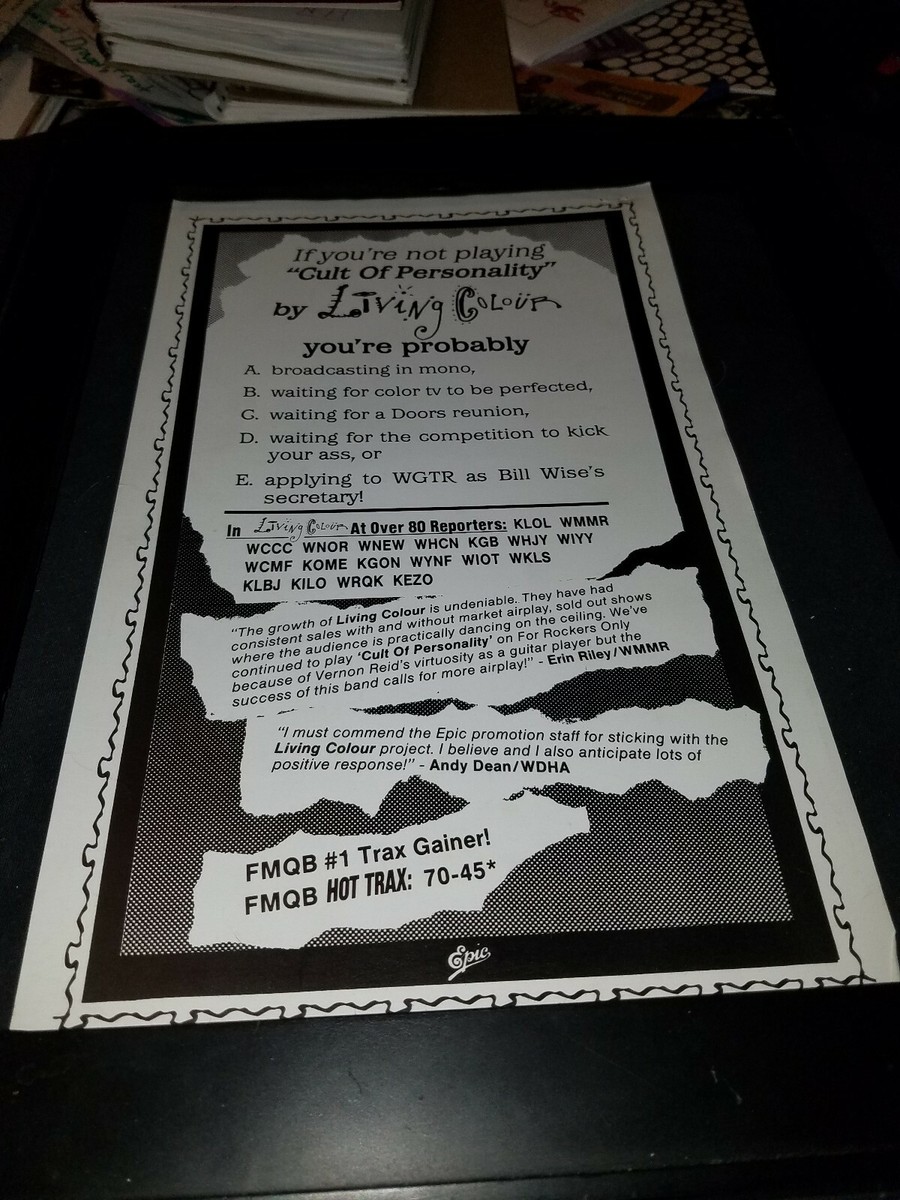 If you're not playing
"Cult Of Personality"
by Living Colour
you're probably
A. broadcasting in mono,
B. waiting for color tv to be perfected,
C. waiting for a Doors reunion,
D. waiting for the competition to kick
your ass, or
E. applying to WGTR as Bill Wise's
secretary!
In Living Colour At Over 80 Reporters: KLOL WMMR
WCCC WNOR WNEW WHCN KGB WHJY WIYY
WCMF KOME KGON WYNF WIOT WKLS
KLBJ KILO WRQK KEZO
"The growth of Living Colour is undeniable. They have had
consistent sales with and without market airplay, sold out shows
where the audience is practically dancing on the ceiling. We've
continued to play 'Cult Of Personality' on For Rockers Only
because of Vernon Reid's virtuosity as a guitar player but the
success of this band calls for more airplay!" - Erin Riley/WMMR
"I must commend the Epic promotion staff for sticking with the
Living Colour project. I believe and I also anticipate lots of
positive response!" - Andy Dean/WDHA
FMQB #1 Trax Gainer!
FMQB HOT TRAX: 70-45*
Epic